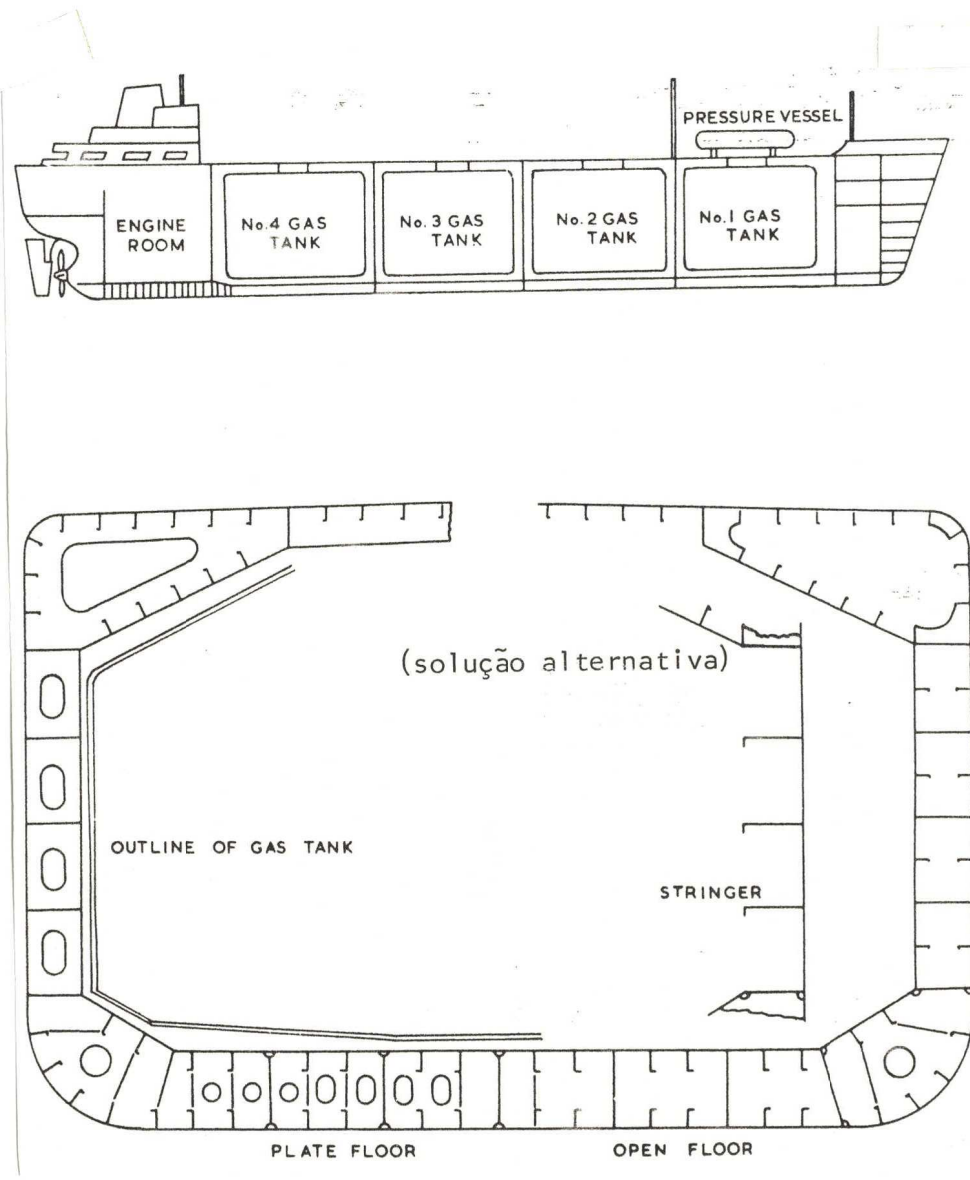 PRESSURE VESSEL
ENGINE
ROOM
No.4 GAS
TANK
No.3 GAS
TANK
No.2 GAS
TANK
No.1 GAS
TANK
(solução alternativa)
OUTLINE OF GAS TANK
STRINGER
PLATE FLOOR
OPEN FLOOR